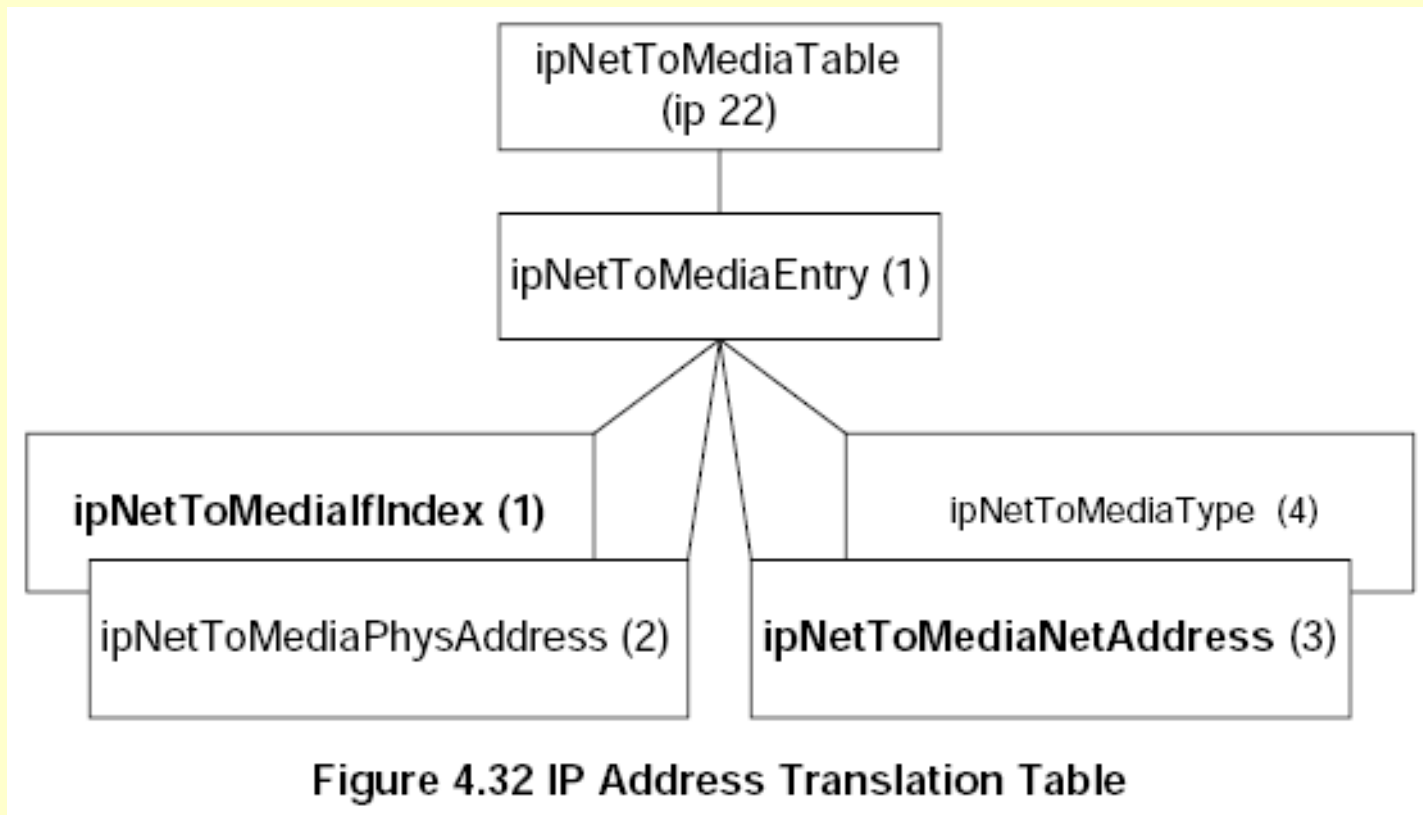 ipNetToMediaTable
(ip 22)
ipNetToMediaEntry (1)
ipNetToMediaIfIndex (1)
ipNetToMediaType (4)
ipNetToMediaPhysAddress (2)
ipNetToMediaNetAddress (3)
Figure 4.32 IP Address Translation Table